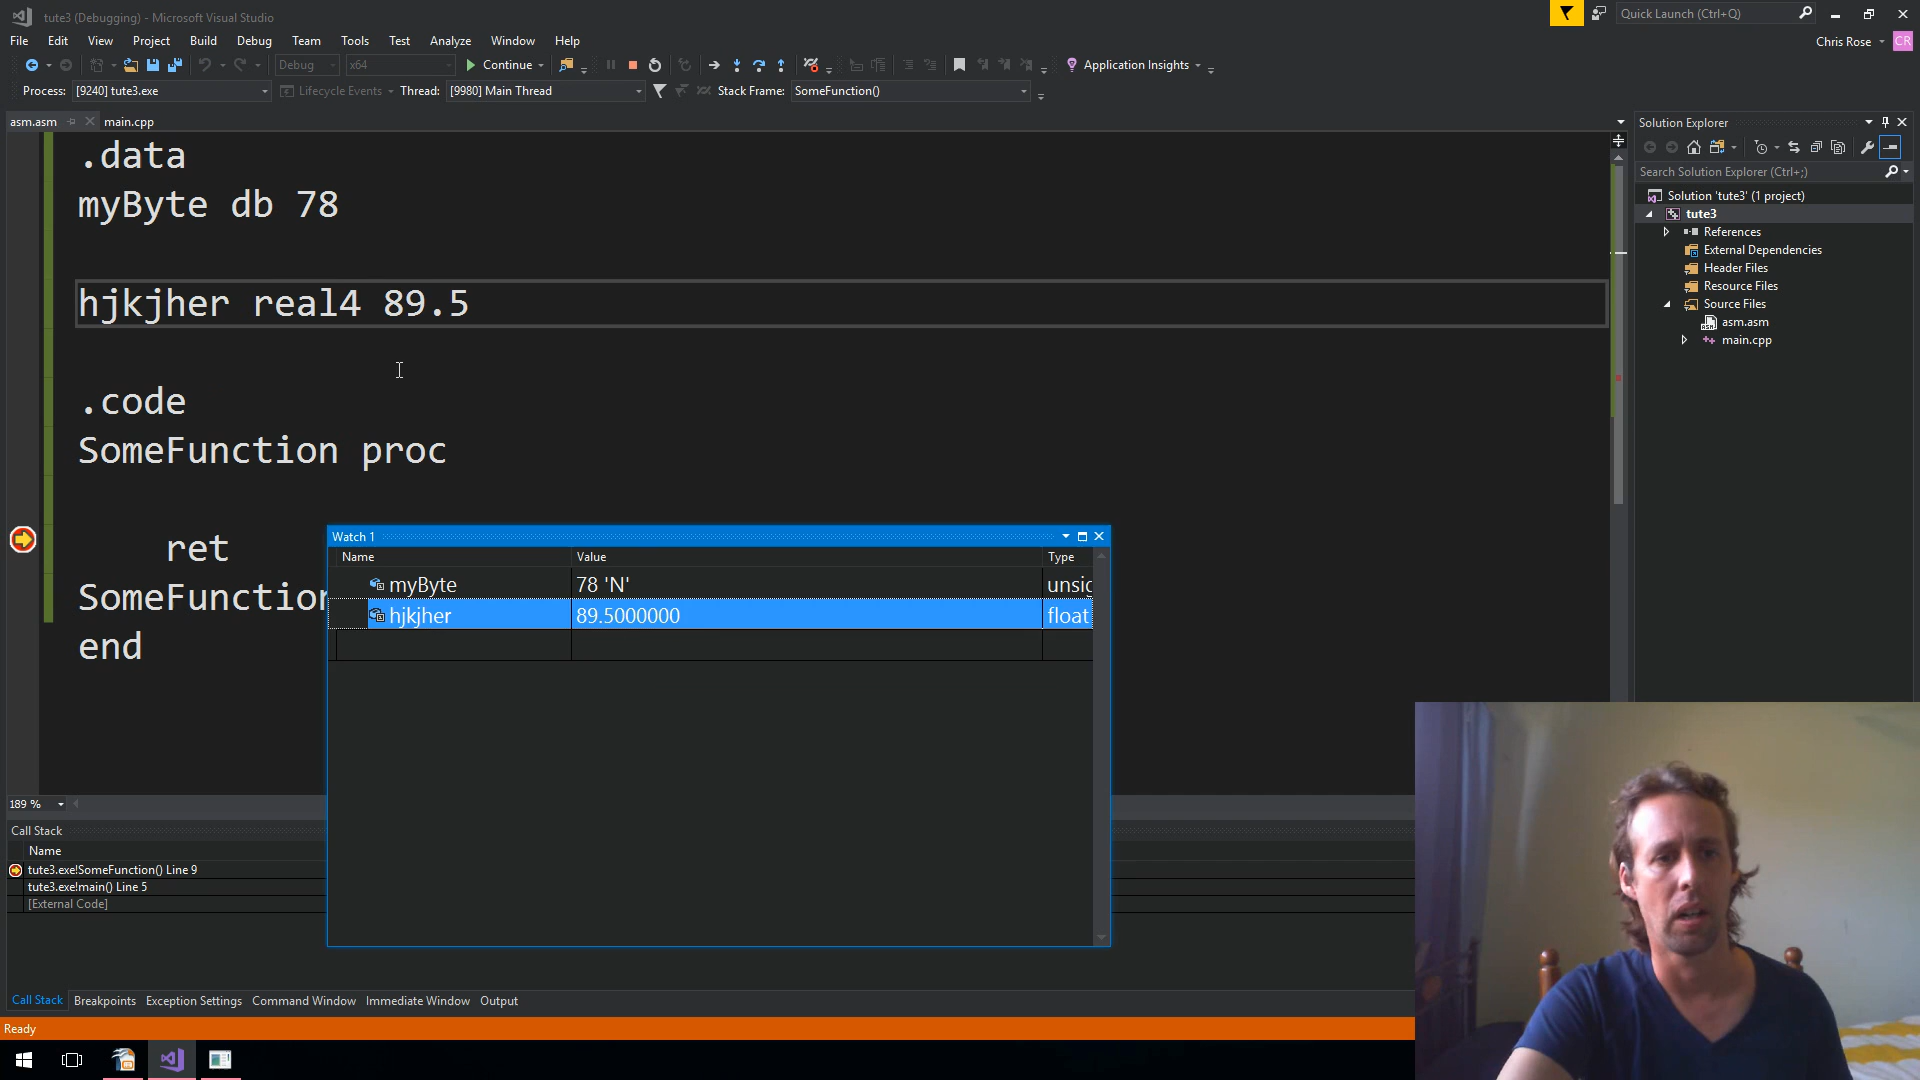 tute3 (Debugging) - Microsoft Visual Studio
Quick Launch (Ctrl+Q)
File Edit View Project Build Debug Team Tools Test Analyze Window Help
Chris Rose CR
Debug x64 Continue Application Insights
Process: [9240] tute3.exe Lifecycle Events Thread: [9980] Main Thread Stack Frame: SomeFunction()
asm.asm main.cpp
.data
myByte db 78
hjkjher real4 89.5
.code
SomeFunction proc
ret
SomeFunction
end
Watch 1
Name Value Type
myByte 78 'N' unsig
hjkjher 89.5000000 float
189 %
Call Stack
Name
tute3.exe!SomeFunction() Line 9
tute3.exe!main() Line 5
[External Code]
Call Stack Breakpoints Exception Settings Command Window Immediate Window Output
Ready
Solution Explorer
Search Solution Explorer (Ctrl+;)
Solution 'tute3' (1 project)
tute3
References
External Dependencies
Header Files
Resource Files
Source Files
asm.asm
main.cpp